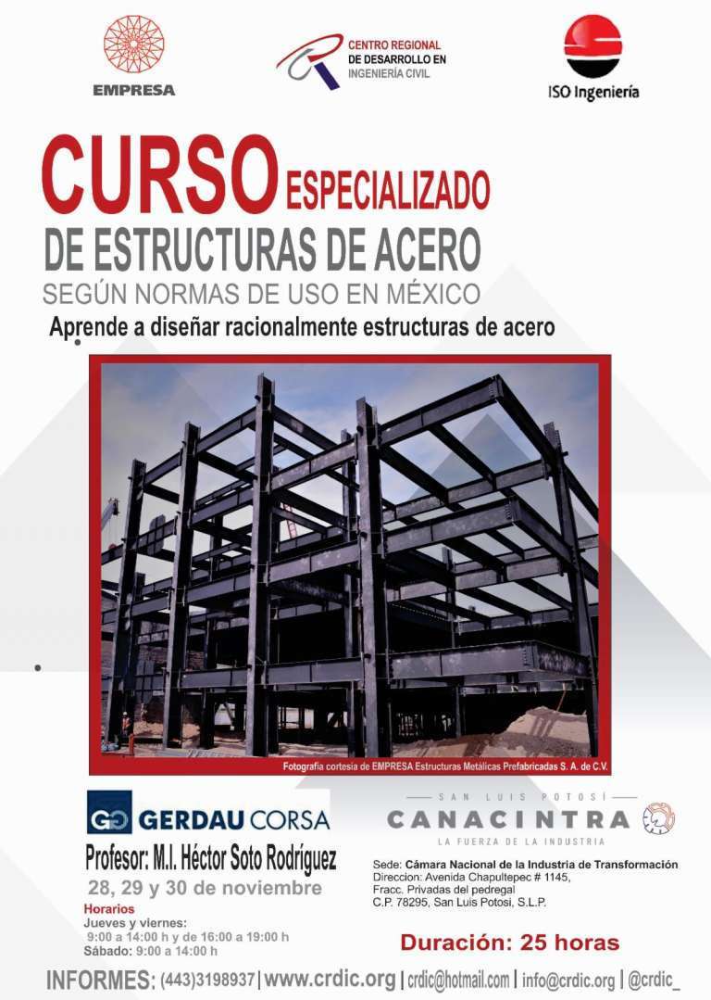 EMPRESA
CENTRO REGIONAL
DE DESARROLLO EN
INGENIERÍA CIVIL
ISO Ingeniería
CURSO ESPECIALIZADO
DE ESTRUCTURAS DE ACERO
SEGÚN NORMAS DE USO EN MÉXICO
Aprende a diseñar racionalmente estructuras de acero
Fotografía cortesía de EMPRESA Estructuras Metálicas Prefabricadas S. A. de C.V.
GERDAU CORSA
Profesor: M.I. Héctor Soto Rodríguez
28, 29 y 30 de noviembre
Horarios
Jueves y viernes:
9:00 a 14:00 h y de 16:00 a 19:00 h
Sábado: 9:00 a 14:00 h
SAN LUIS POTOSÍ
CANACINTRA
LA FUERZA DE LA INDUSTRIA
Sede: Cámara Nacional de la Industria de Transformación
Direccion: Avenida Chapultepec # 1145,
Fracc. Privadas del pedregal
C.P. 78295, San Luis Potosi, S.L.P.
Duración: 25 horas
INFORMES: (443)3198937| www.crdic.org | crdic@hotmail.com | info@crdic.org | @crdic_